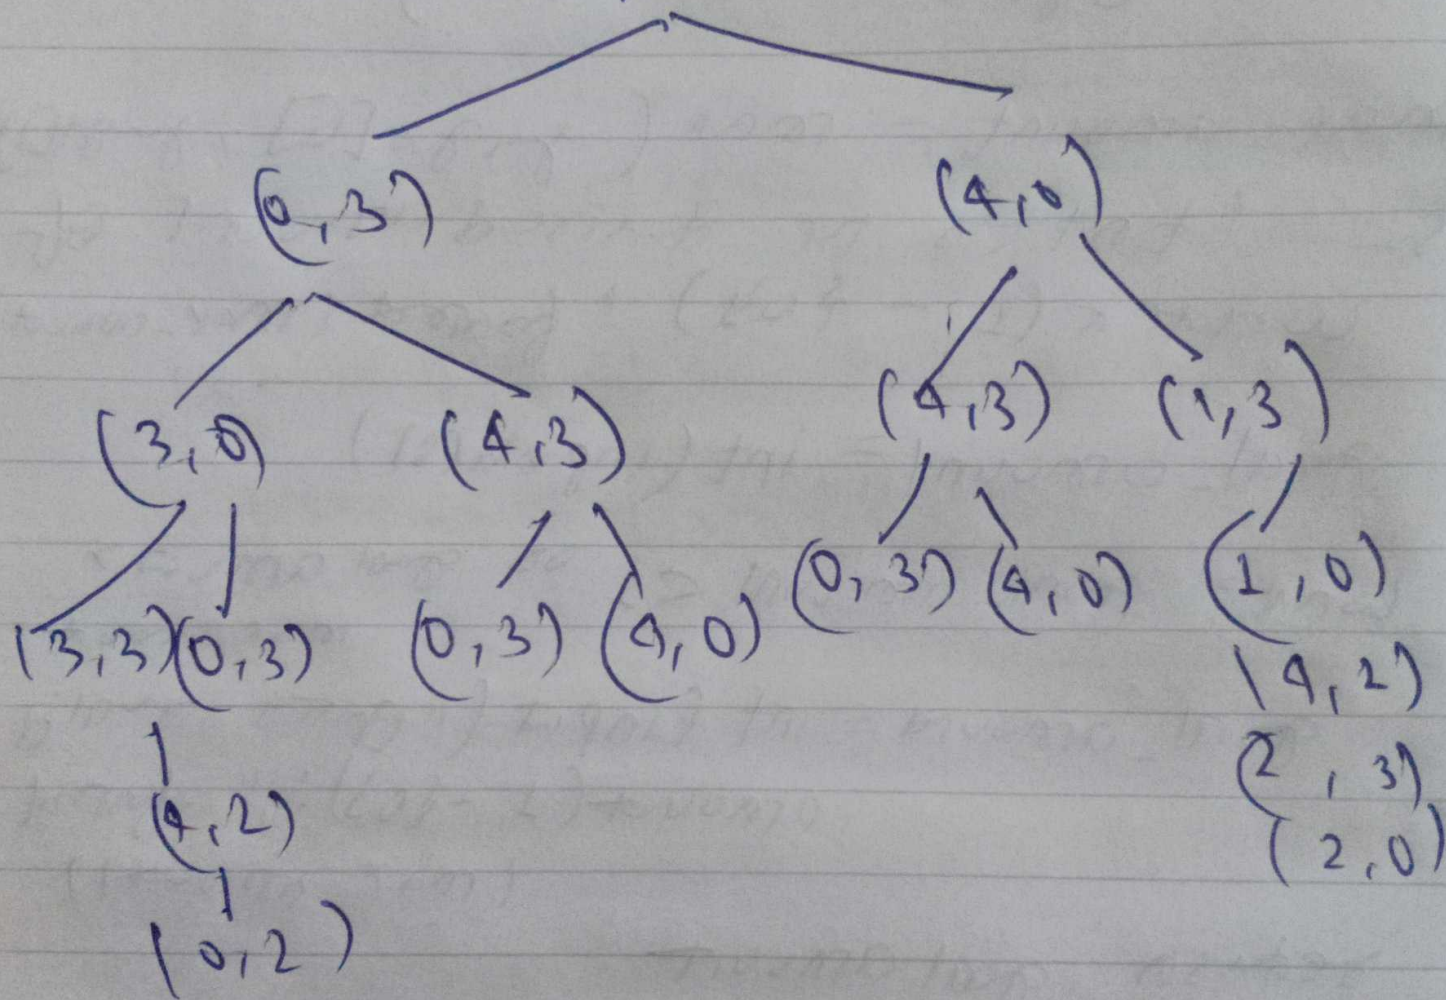 (0,3) (4,0)
(3,0) (4,3) (4,3) (1,3)
(3,3) (0,3) (0,3) (4,0) (0,3) (4,0) (1,0)
(4,2)
(2,3)
(4,2) (2,0)
(0,2)